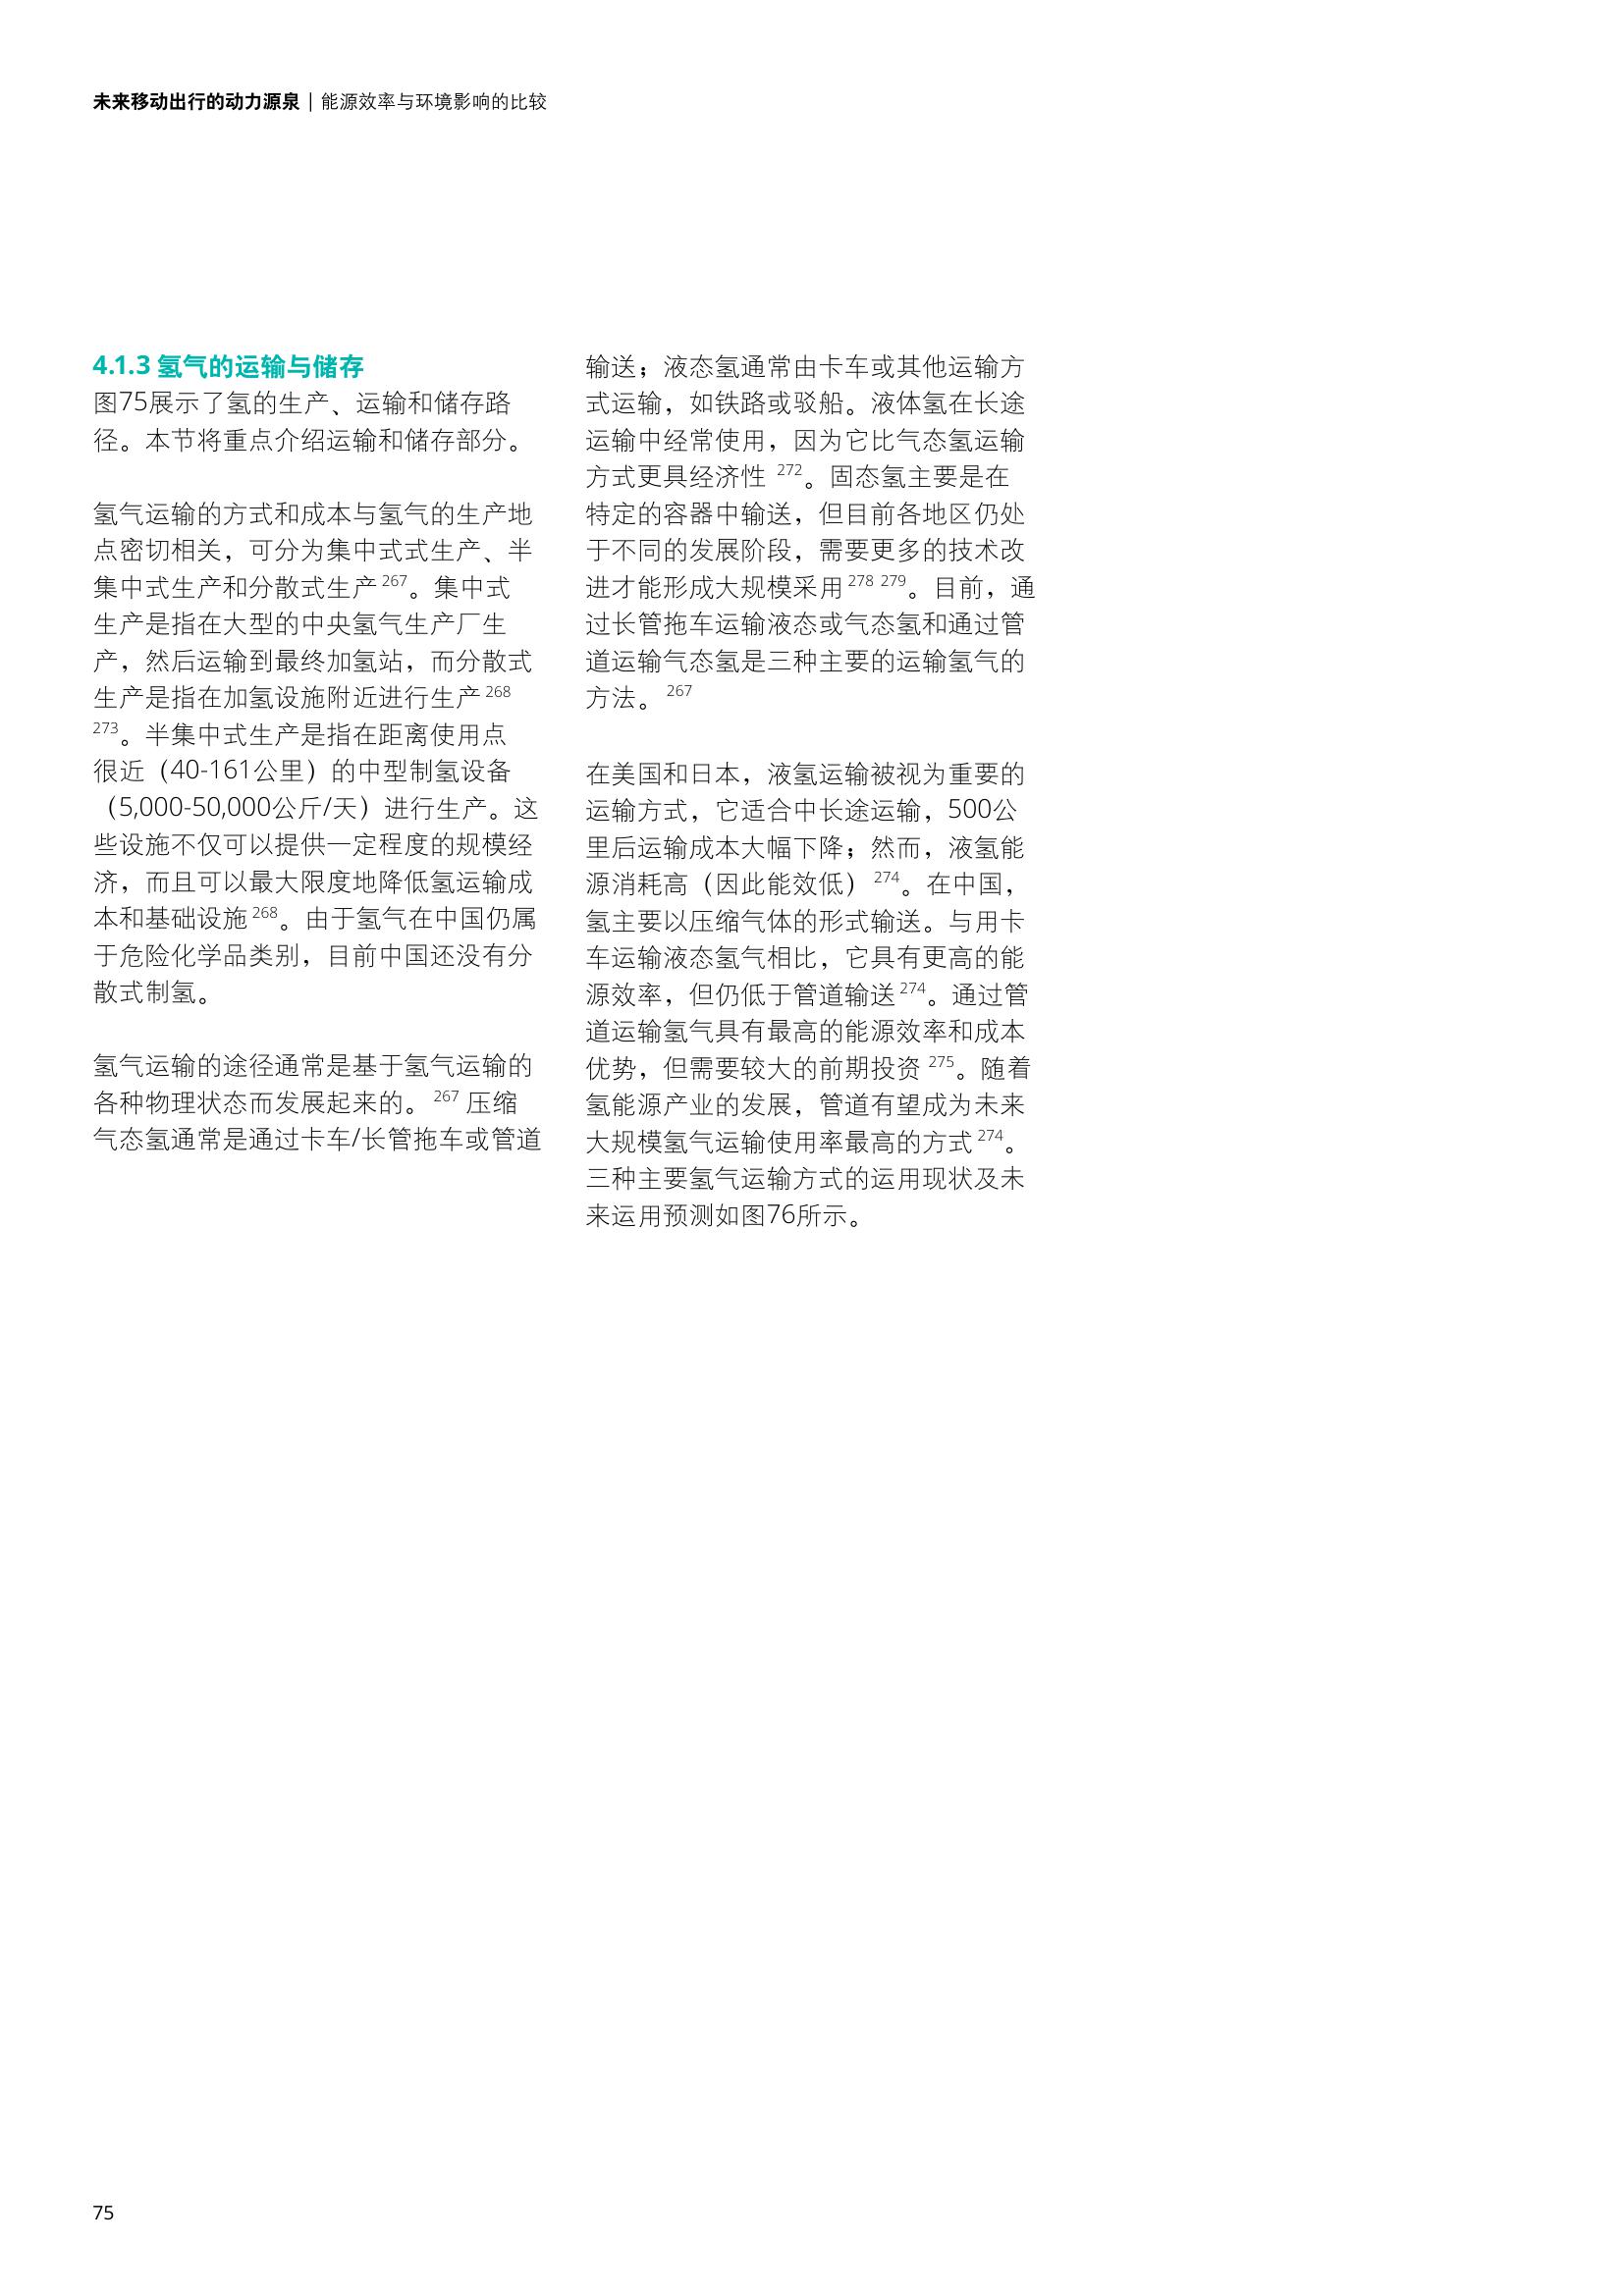 未来移动出行的动力源泉 | 能源效率与环境影响的比较
4.1.3 氢气的运输与储存
图75展示了氢的生产、运输和储存路
径。本节将重点介绍运输和储存部分。
氢气运输的方式和成本与氢气的生产地
点密切相关，可分为集中式式生产、半
集中式生产和分散式生产 267。集中式
生产是指在大型的中央氢气生产厂生
产，然后运输到最终加氢站，而分散式
生产是指在加氢设施附近进行生产 268
273。半集中式生产是指在距离使用点
很近（40-161公里）的中型制氢设备
（5,000-50,000公斤/天）进行生产。这
些设施不仅可以提供一定程度的规模经
济，而且可以最大限度地降低氢运输成
本和基础设施 268。由于氢气在中国仍属
于危险化学品类别，目前中国还没有分
散式制氢。
氢气运输的途径通常是基于氢气运输的
各种物理状态而发展起来的。 267 压缩
气态氢通常是通过卡车/长管拖车或管道
输送；液态氢通常由卡车或其他运输方
式运输，如铁路或驳船。液体氢在长途
运输中经常使用，因为它比气态氢运输
方式更具经济性 272。固态氢主要是在
特定的容器中输送，但目前各地区仍处
于不同的发展阶段，需要更多的技术改
进才能形成大规模采用 278 279。目前，通
过长管拖车运输液态或气态氢和通过管
道运输气态氢是三种主要的运输氢气的
方法。 267
在美国和日本，液氢运输被视为重要的
运输方式，它适合中长途运输，500公
里后运输成本大幅下降；然而，液氢能
源消耗高（因此能效低） 274。在中国，
氢主要以压缩气体的形式输送。与用卡
车运输液态氢气相比，它具有更高的能
源效率，但仍低于管道输送 274。通过管
道运输氢气具有最高的能源效率和成本
优势，但需要较大的前期投资 275。随着
氢能源产业的发展，管道有望成为未来
大规模氢气运输使用率最高的方式 274。
三种主要氢气运输方式的运用现状及未
来运用预测如图76所示。
75